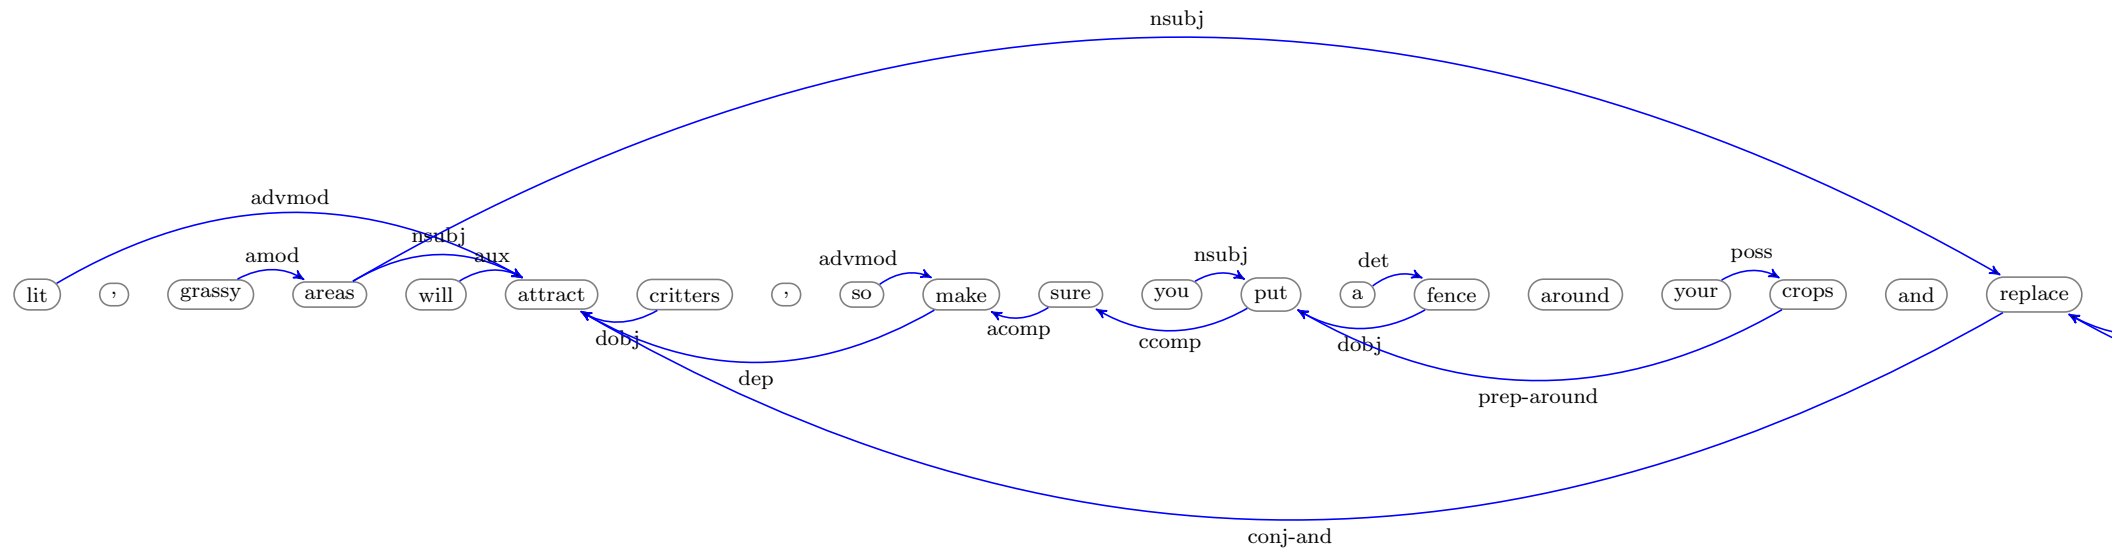 nsubj
advmod
nsubj
amod aux advmod nsubj det poss
lit , grassy areas will attract critters , so make sure you put a fence around your crops and replace
dobj acomp ccomp dobj
dep
prep-around
conj-and